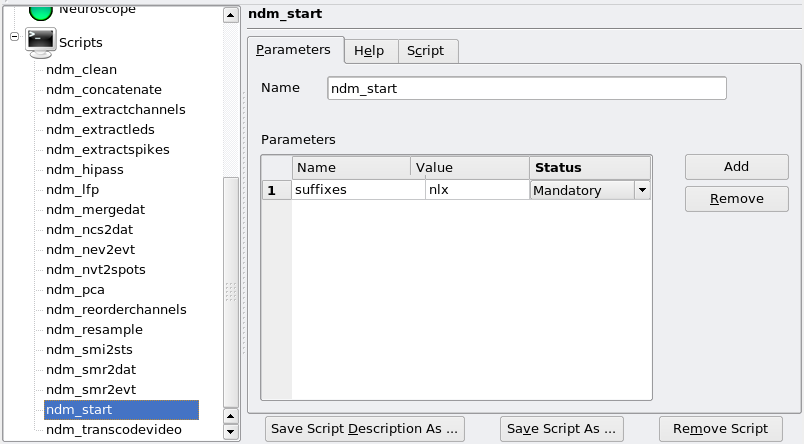 Neuroscope
Scripts
ndm_clean
ndm_concatenate
ndm_extractchannels
ndm_extractleds
ndm_extractspikes
ndm_hipass
ndm_lfp
ndm_mergedat
ndm_ncs2dat
ndm_nev2evt
ndm_nvt2spots
ndm_pca
ndm_reorderchannels
ndm_resample
ndm_smi2sts
ndm_smr2dat
ndm_smr2evt
ndm_start
ndm_transcodevideo
ndm_start
Parameters Help Script
Name ndm_start
Parameters
Name Value Status
1 suffixes nlx Mandatory
Add
Remove
Save Script Description As ... Save Script As ... Remove Script